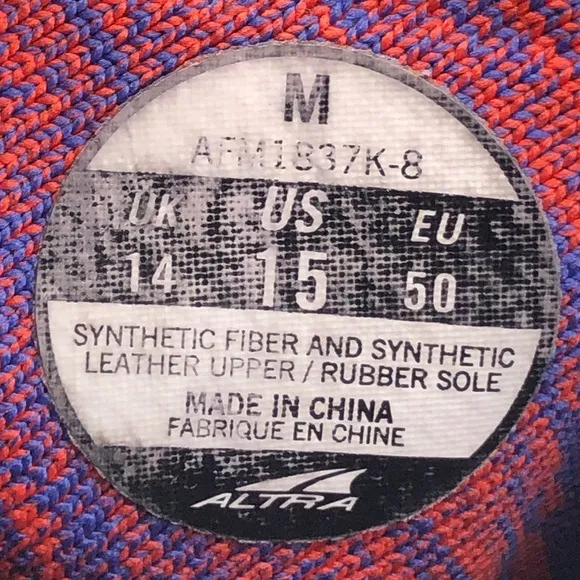 M
AFM1837K-8
UK US EU
14 15 50
SYNTHETIC FIBER AND SYNTHETIC
LEATHER UPPER / RUBBER SOLE
MADE IN CHINA
FABRIQUE EN CHINE
ALTRA